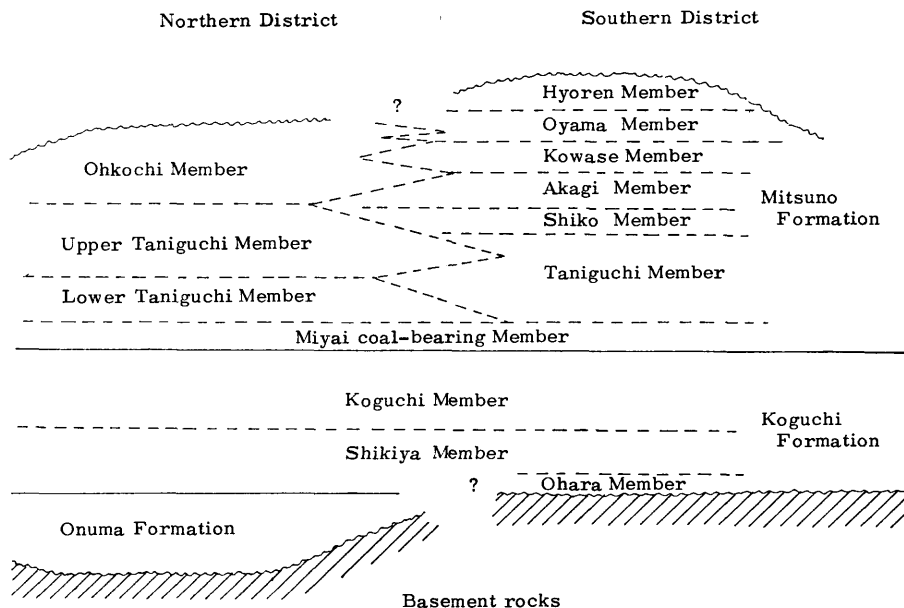 Northern District
Southern District
Hyoren Member
?
Oyama Member
Kowase Member
Ohkochi Member
Akagi Member
Mitsuno
Formation
Shiko Member
Upper Taniguchi Member
Taniguchi Member
Lower Taniguchi Member
Miyai coal-bearing Member
Koguchi Member
Koguchi
Formation
Shikiya Member
?
Ohara Member
Onuma Formation
Basement rocks